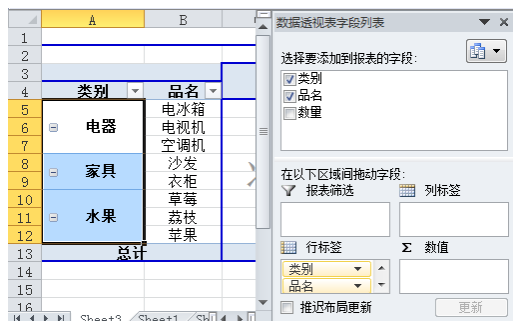 A B 数据透视表字段列表
1
2 选择要添加到报表的字段:
3 类别
4 类别 品名 品名
5 电冰箱 数量
6 电器 电视机
7 空调机
8 家具 沙发 在以下区域间拖动字段:
9 衣柜 报表筛选 列标签
10 草莓
11 水果 荔枝
12 苹果 行标签 Σ 数值
13 总计 类别
14 品名
15 推迟布局更新 更新
16
Sheet3 Sheet1